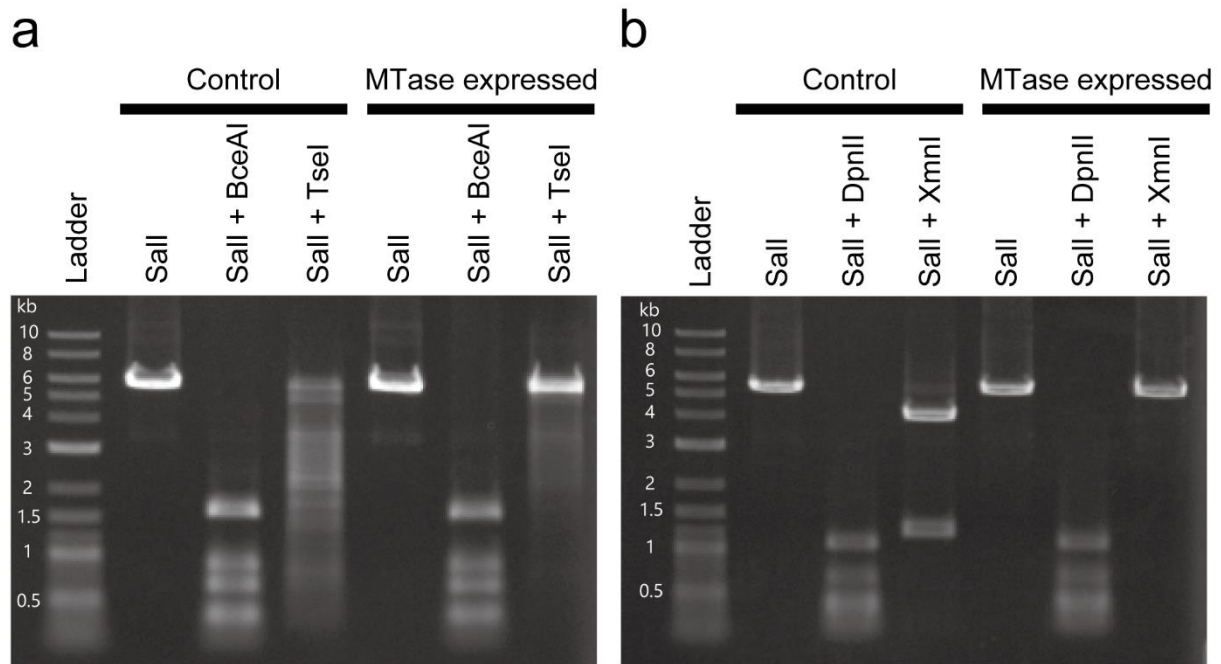 a
Control
MTase expressed
Ladder
SalI
SalI + BceAI
SalI + TseI
SalI
SalI + BceAI
SalI + TseI
kb
10
8
6
5
4
3
2
1.5
1
0.5
b
Control
MTase expressed
Ladder
SalI
SalI + DpnII
SalI + XmnI
SalI
SalI + DpnII
SalI + XmnI
kb
10
8
6
5
4
3
2
1.5
1
0.5